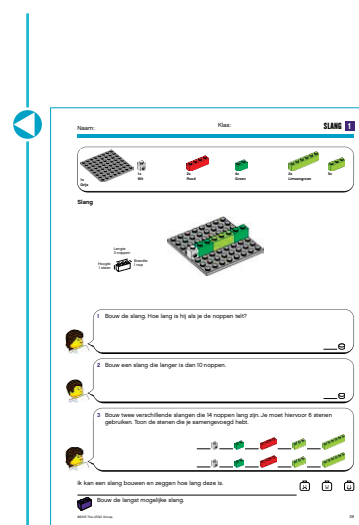 Naam:
Klas:
SLANG 1
1x
Grijs
1x
Wit
2x
Rood
4x
Groen
2x
Limoengroen
5x
Slang
Lengte
3 noppen
Hoogte
1 steen
Breedte
1 nop
1 Bouw de slang. Hoe lang is hij als je de noppen telt?
2 Bouw een slang die langer is dan 10 noppen.
3 Bouw twee verschillende slangen die 14 noppen lang zijn. Je moet hiervoor 6 stenen
gebruiken. Toon de stenen die je samengevoegd hebt.
Ik kan een slang bouwen en zeggen hoe lang deze is.
Bouw de langst mogelijke slang.